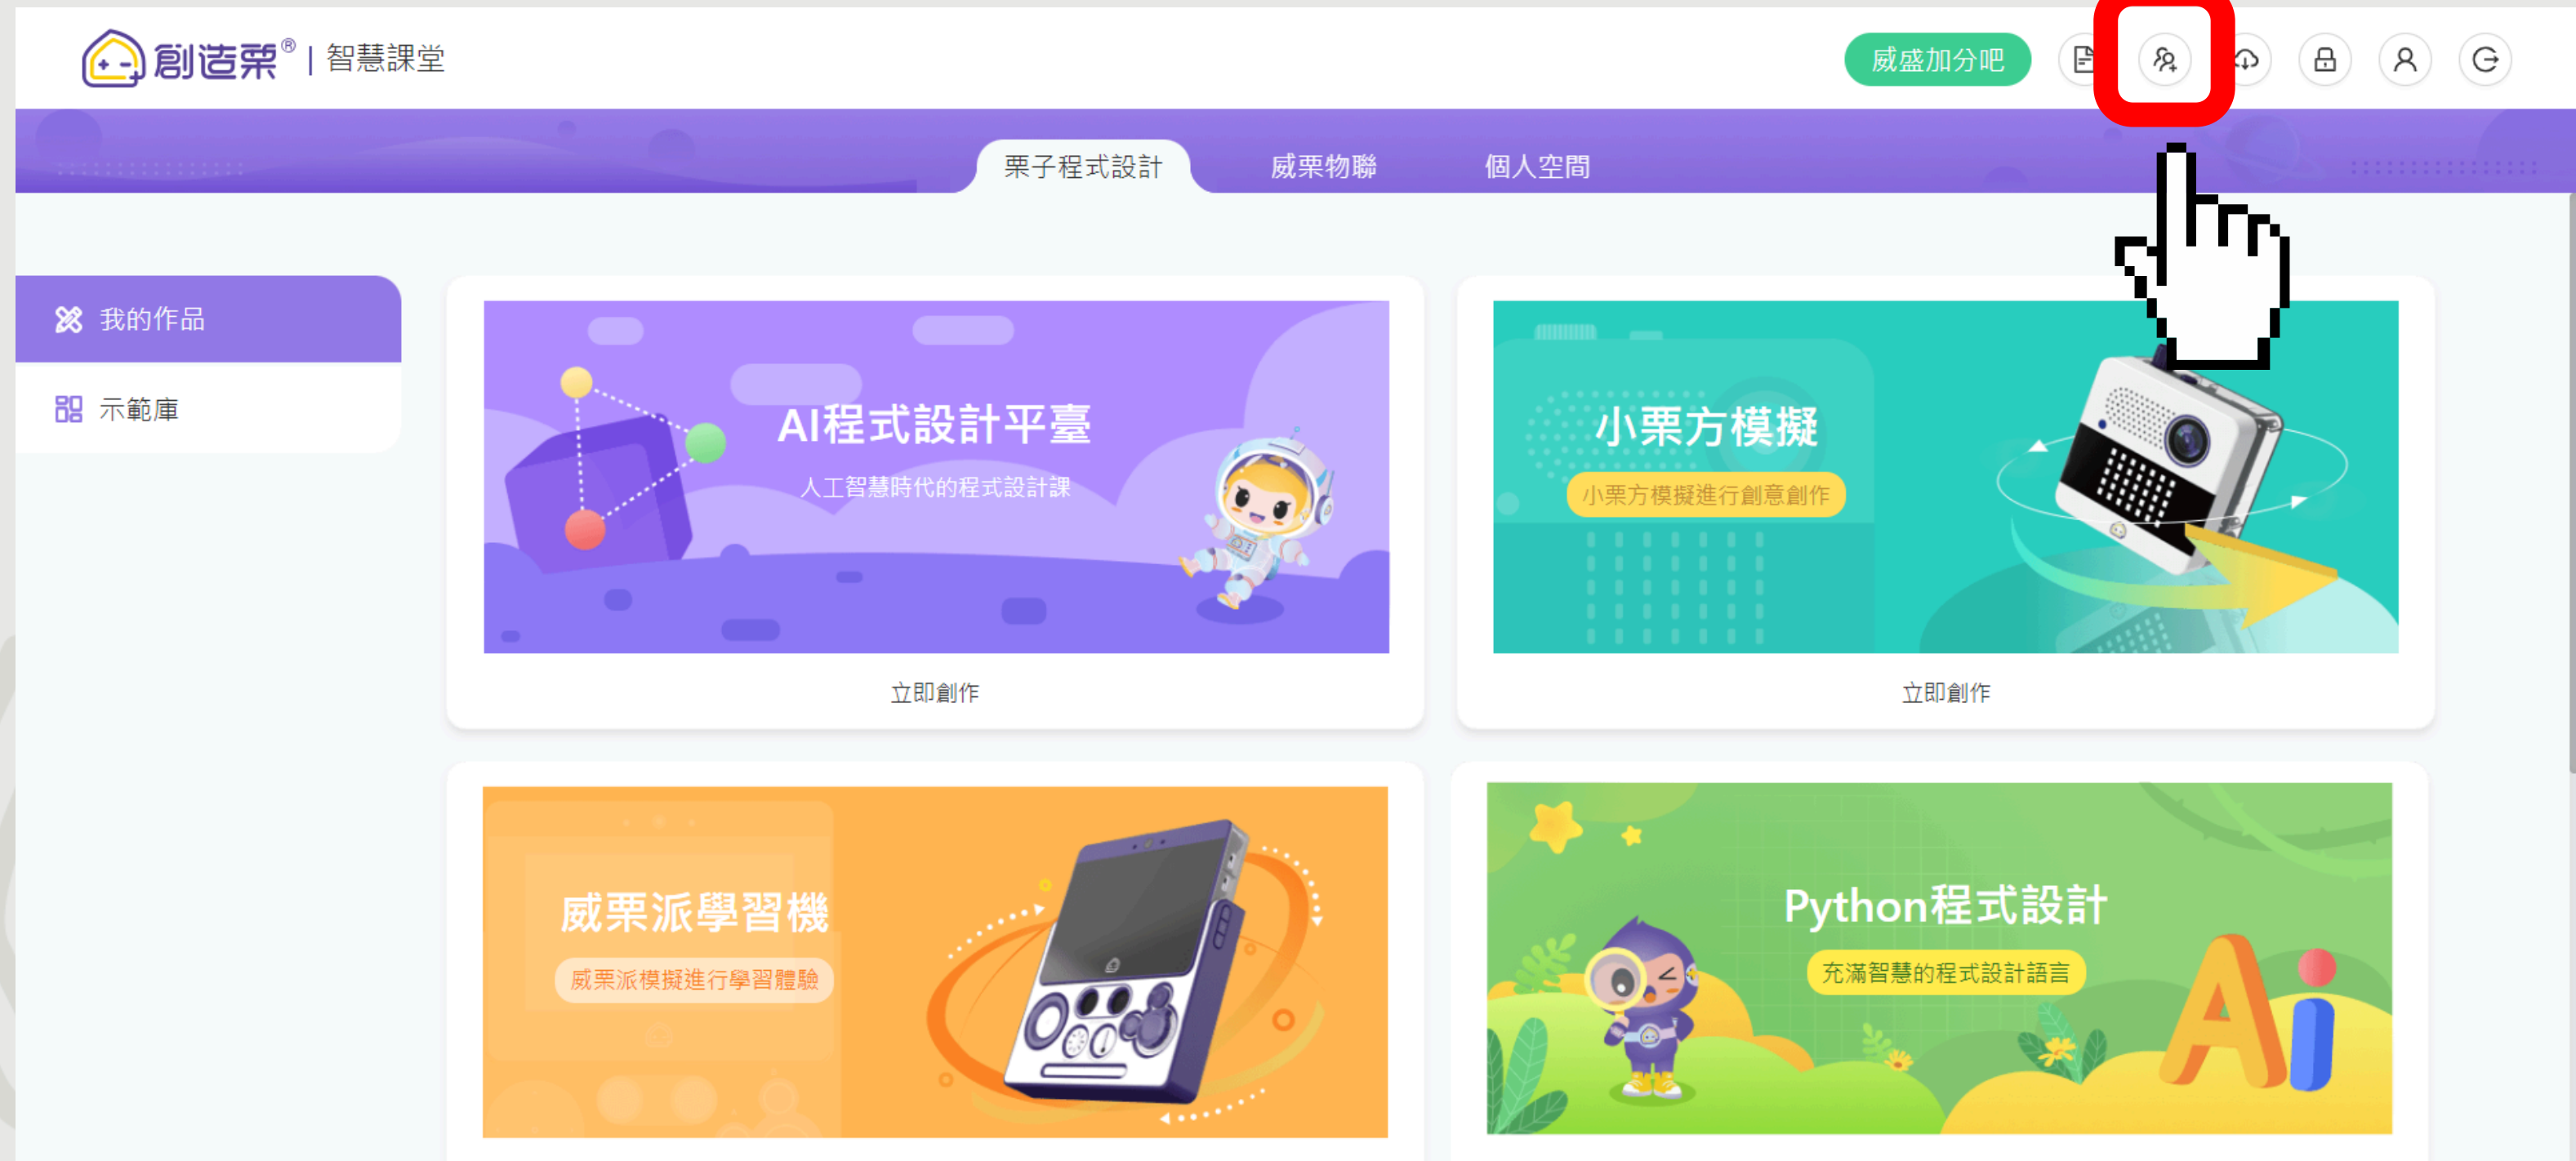 創造栗® | 智慧課堂
威盛加分吧
栗子程式設計
威栗物聯
個人空間
我的作品
示範庫
AI程式設計平臺
人工智慧時代的程式設計課
立即創作
小栗方模擬
小栗方模擬進行創意創作
立即創作
威栗派學習機
威栗派模擬進行學習體驗
Python程式設計
充滿智慧的程式設計語言
Ai